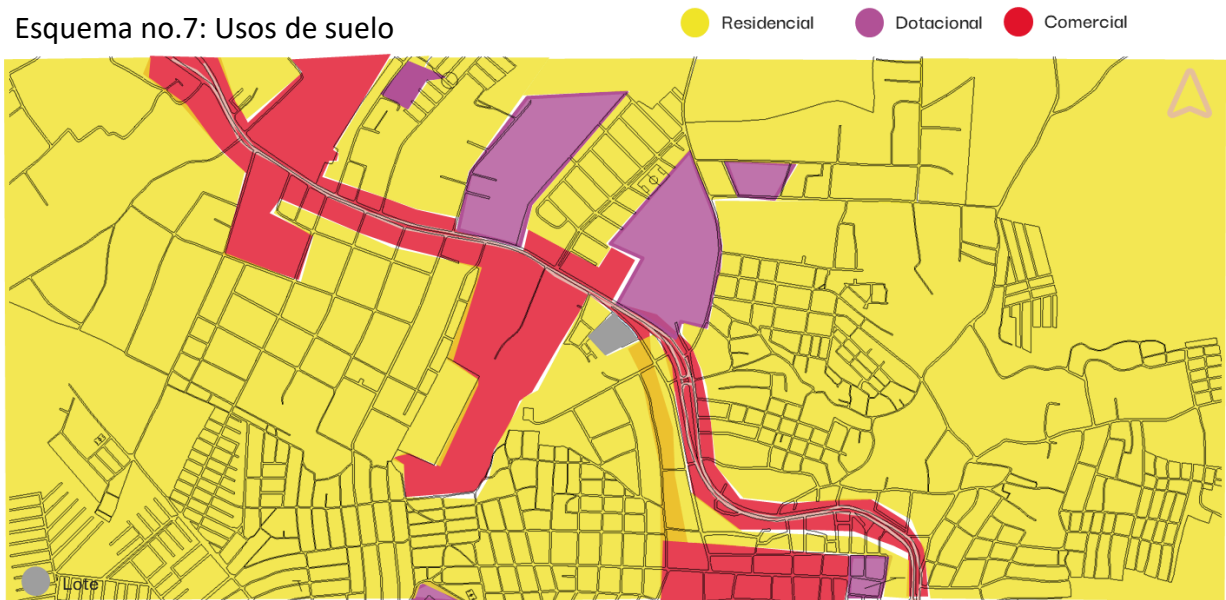 Esquema no.7: Usos de suelo
Residencial
Dotacional
Comercial
Lote